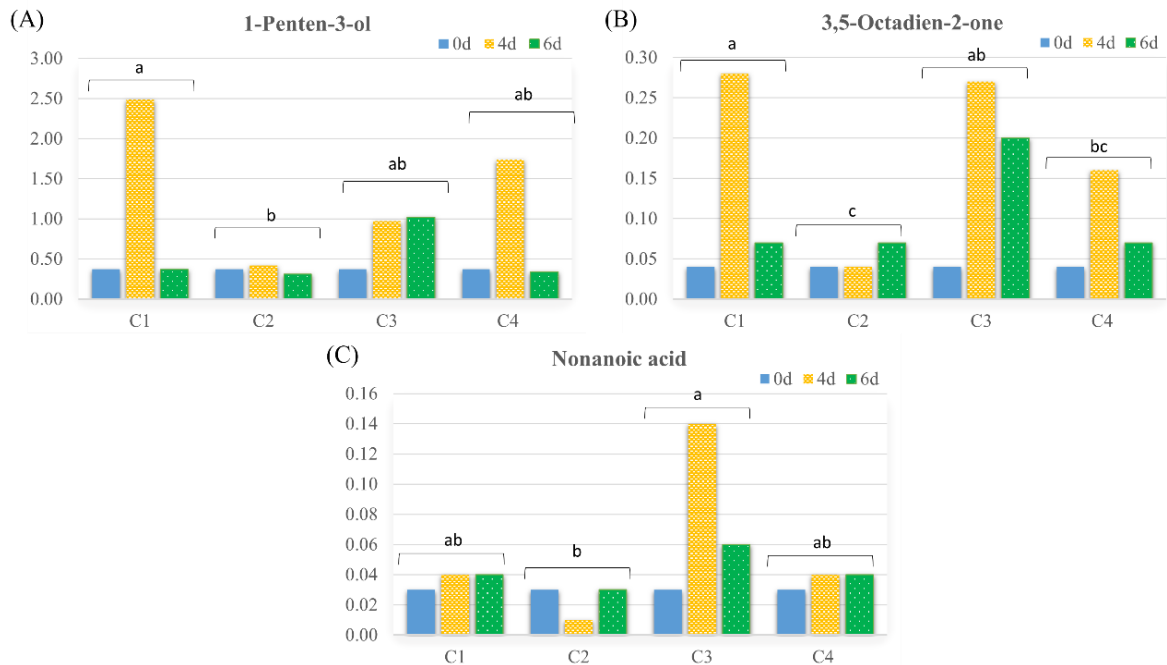 (A)
1-Penten-3-ol
0d 4d 6d
3.00
2.50
2.00
1.50
1.00
0.50
0.00
a
b
ab
ab
C1 C2 C3 C4
(B)
3,5-Octadien-2-one
0d 4d 6d
0.30
0.25
0.20
0.15
0.10
0.05
0.00
a
c
ab
bc
C1 C2 C3 C4
(C)
Nonanoic acid
0d 4d 6d
0.16
0.14
0.12
0.10
0.08
0.06
0.04
0.02
0.00
ab
b
a
ab
C1 C2 C3 C4